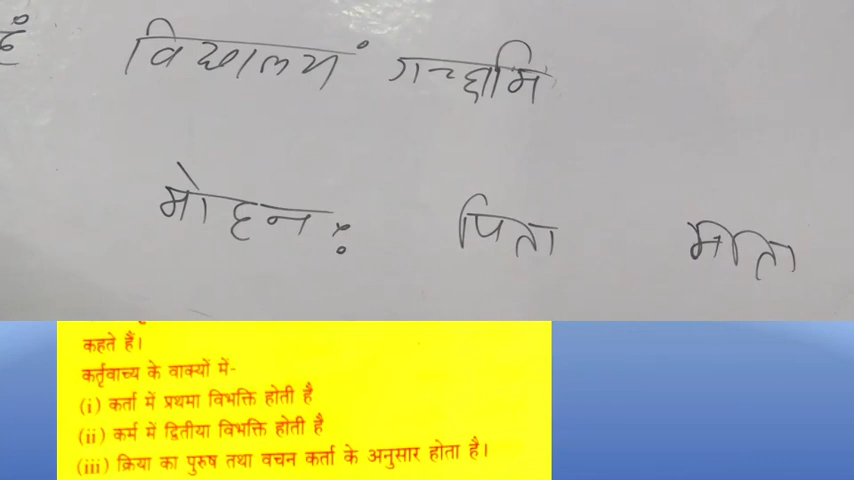 हं विद्यालयं गच्छामि
मोहनः पिता माता
कहते हैं।
कर्तृवाच्य के वाक्यों में-
(i) कर्ता में प्रथमा विभक्ति होती है
(ii) कर्म में द्वितीया विभक्ति होती है
(iii) क्रिया का पुरुष तथा वचन कर्ता के अनुसार होता है।